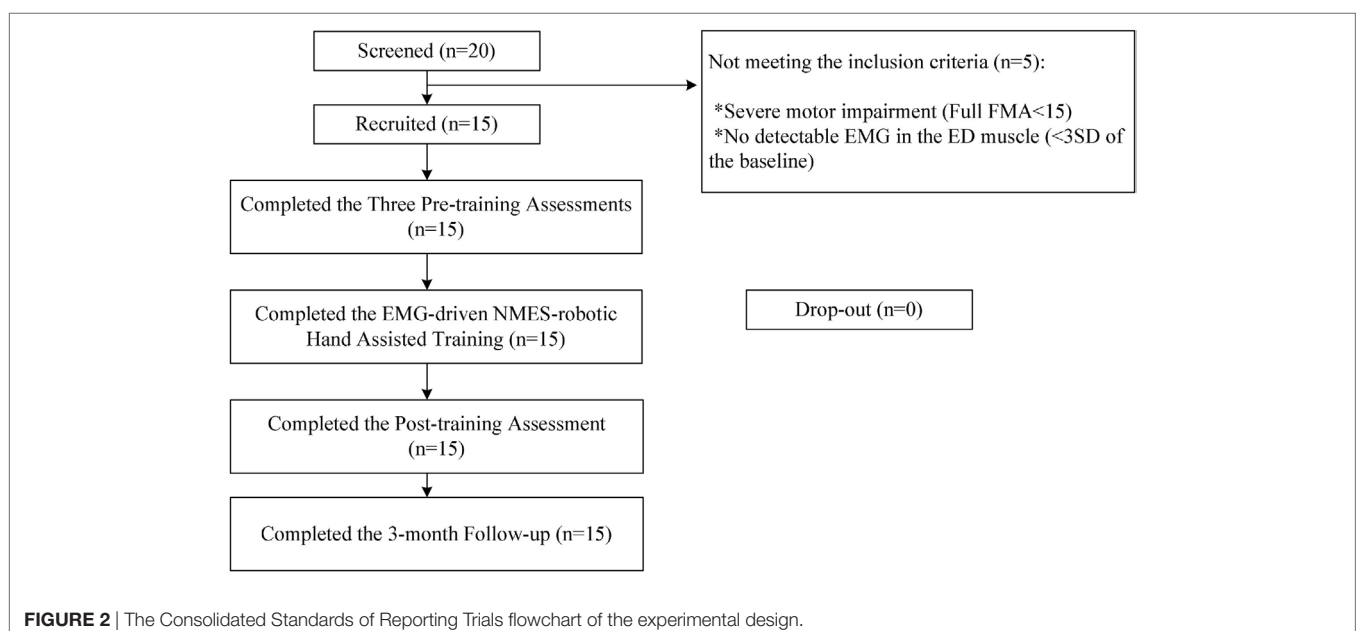 Screened (n=20)
Not meeting the inclusion criteria (n=5):
*Severe motor impairment (Full FMA<15)
*No detectable EMG in the ED muscle (<3SD of
the baseline)
Recruited (n=15)
Completed the Three Pre-training Assessments
(n=15)
Completed the EMG-driven NMES-robotic
Hand Assisted Training (n=15)
Drop-out (n=0)
Completed the Post-training Assessment
(n=15)
Completed the 3-month Follow-up (n=15)
FIGURE 2 | The Consolidated Standards of Reporting Trials flowchart of the experimental design.